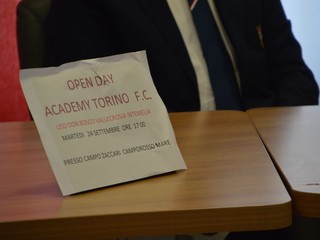 OPEN DAY
ACADEMY TORINO F.C.
USD DON BOSCO VALLECROSIA INTEMELIA
MARTEDI 24 SETTEMBRE ORE 17:00
PRESSO CAMPO ZACCARI CAMPOROSSO MARE